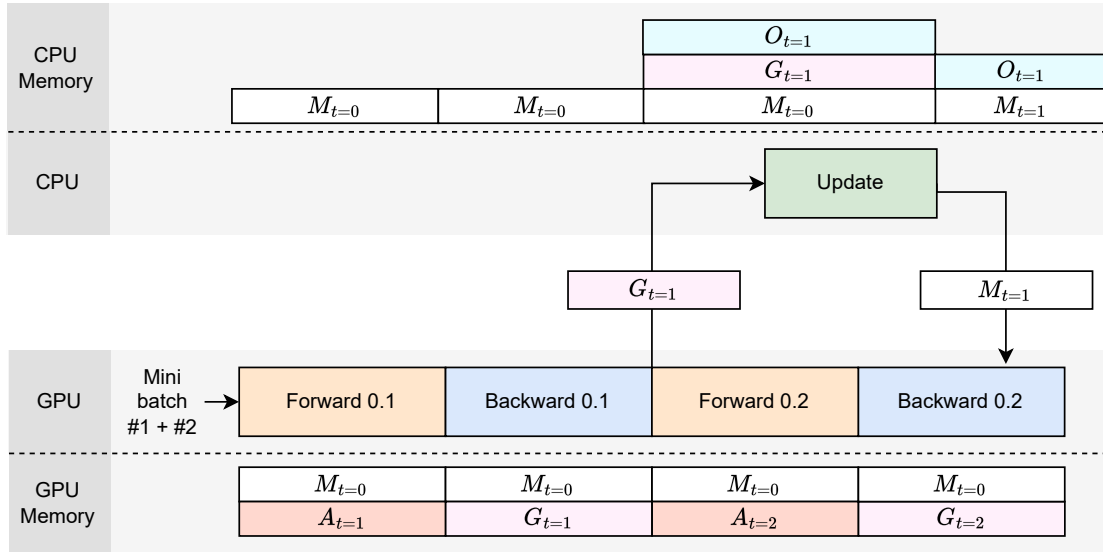 CPU
Memory
O_{t=1}
G_{t=1}
O_{t=1}
M_{t=0}
M_{t=0}
M_{t=0}
M_{t=1}
CPU
Update
G_{t=1}
M_{t=1}
GPU
Mini
batch
#1 + #2
Forward 0.1
Backward 0.1
Forward 0.2
Backward 0.2
GPU
Memory
M_{t=0}
M_{t=0}
M_{t=0}
M_{t=0}
A_{t=1}
G_{t=1}
A_{t=2}
G_{t=2}